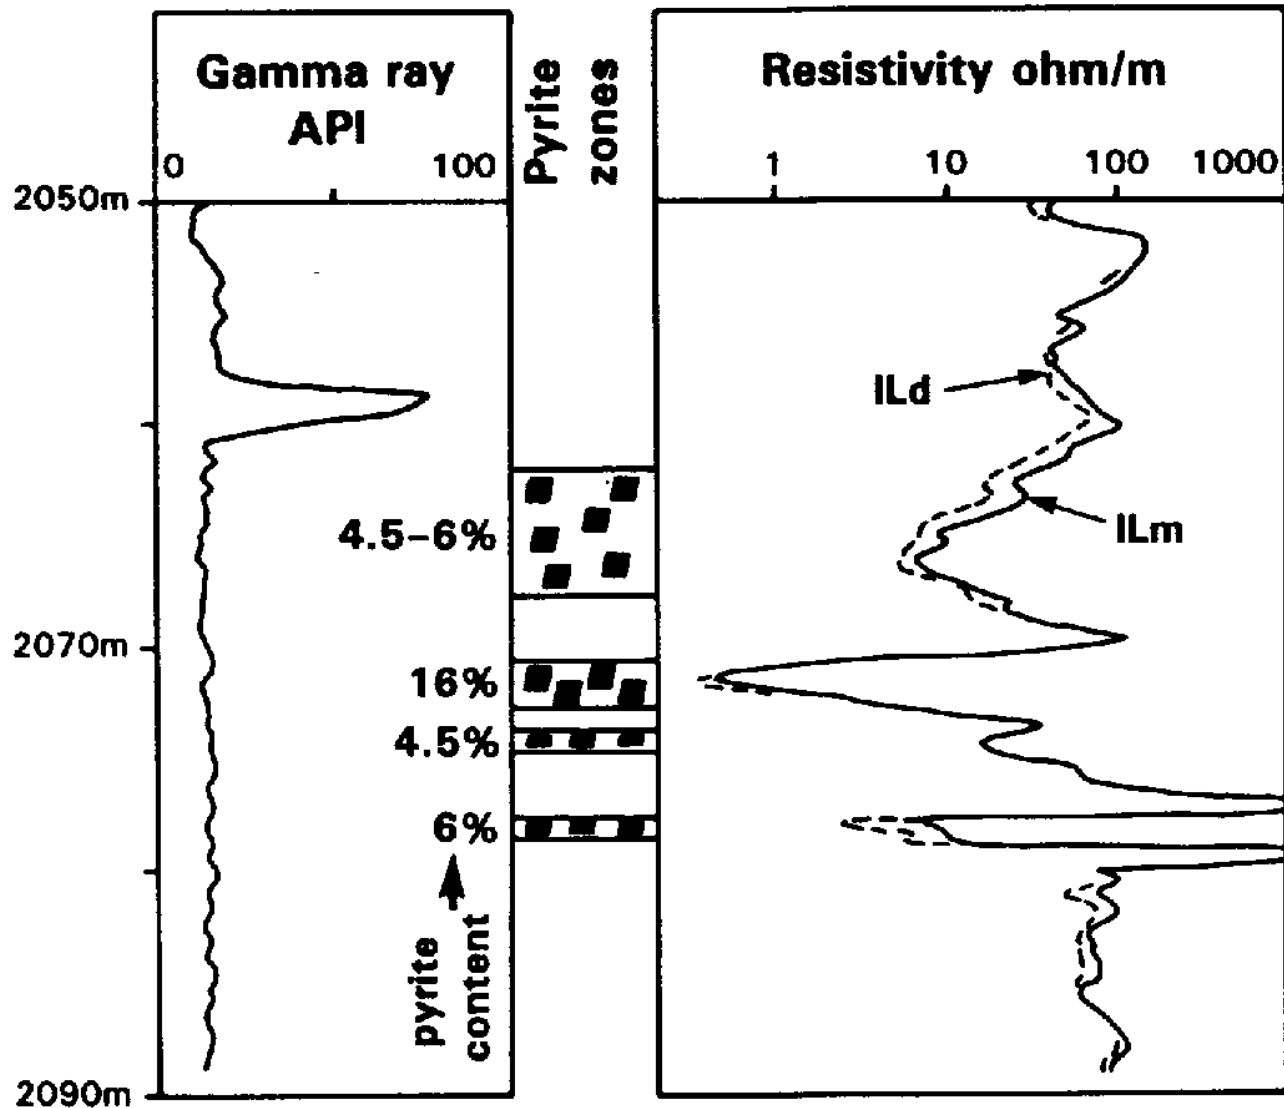 Gamma ray
API
0 100
Pyrite
zones
Resistivity ohm/m
1 10 100 1000
2050m
ILd
ILm
4.5-6%
2070m
16%
4.5%
6%
pyrite
content
2090m